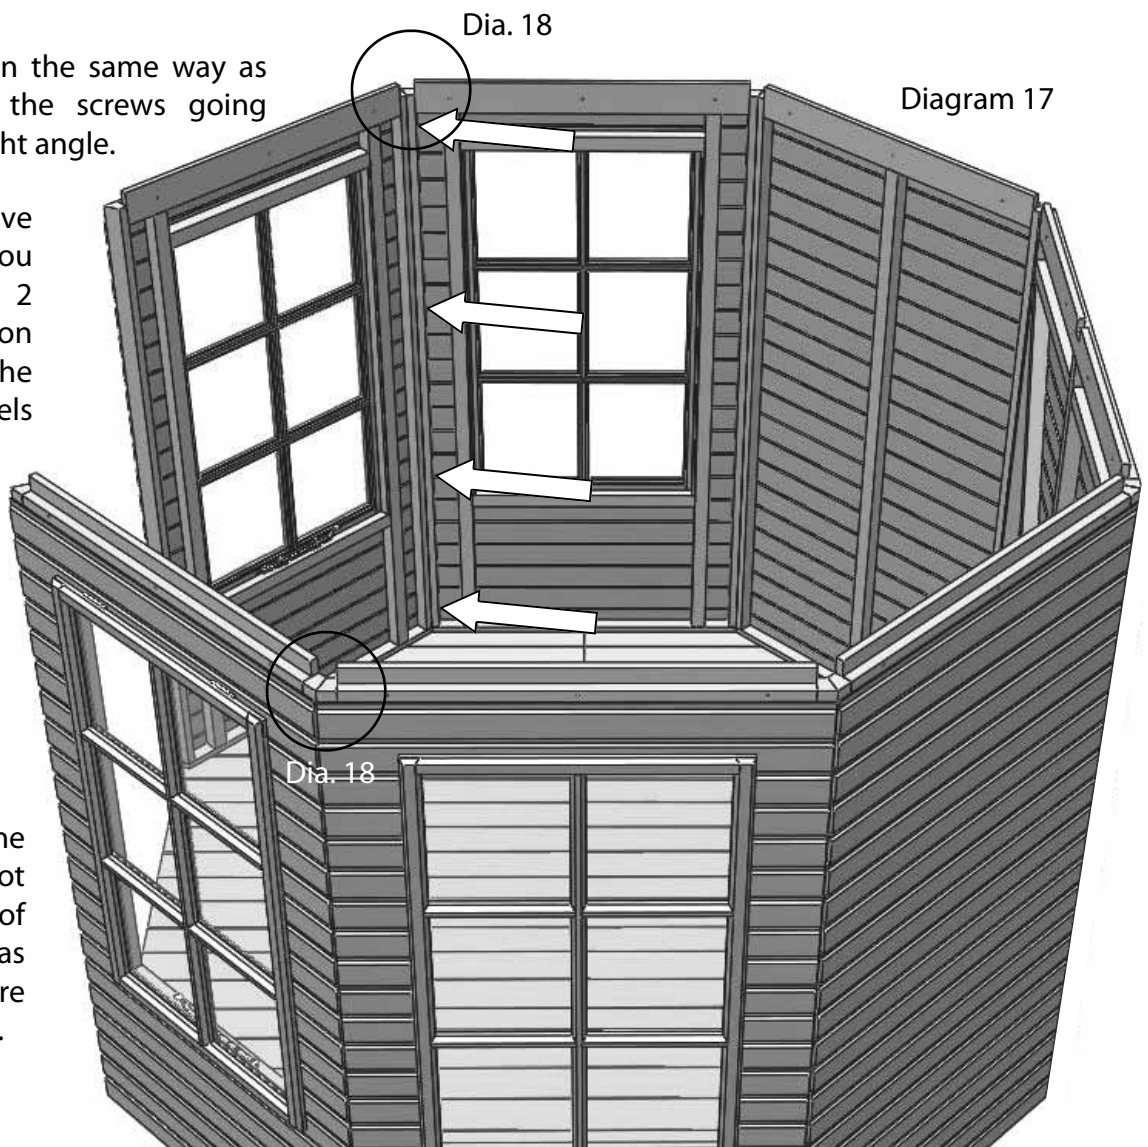 Dia. 18
n the same way as
the screws going
ht angle.
Diagram 17
ve
ou
2
on
he
els
Dia. 18
ne
ot
of
as
re
.